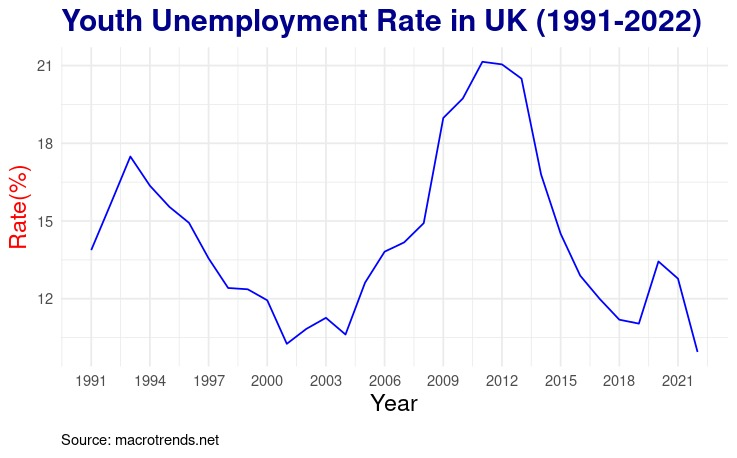 Youth Unemployment Rate in UK (1991-2022)
21
18
15
12
Rate(%)
1991 1994 1997 2000 2003 2006 2009 2012 2015 2018 2021
Year
Source: macrotrends.net